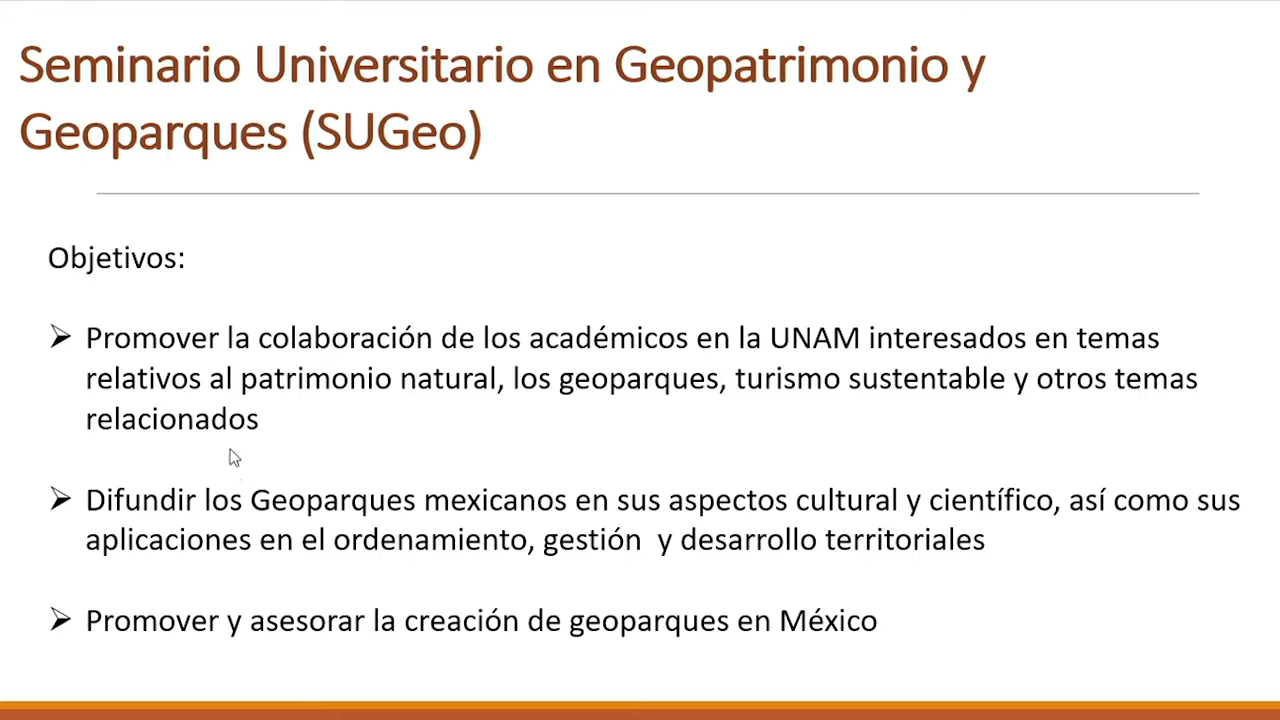 Seminario Universitario en Geopatrimonio y
Geoparques (SUGeo)
Objetivos:
Promover la colaboración de los académicos en la UNAM interesados en temas
relativos al patrimonio natural, los geoparques, turismo sustentable y otros temas
relacionados
Difundir los Geoparques mexicanos en sus aspectos cultural y científico, así como sus
aplicaciones en el ordenamiento, gestión  y desarrollo territoriales
Promover y asesorar la creación de geoparques en México